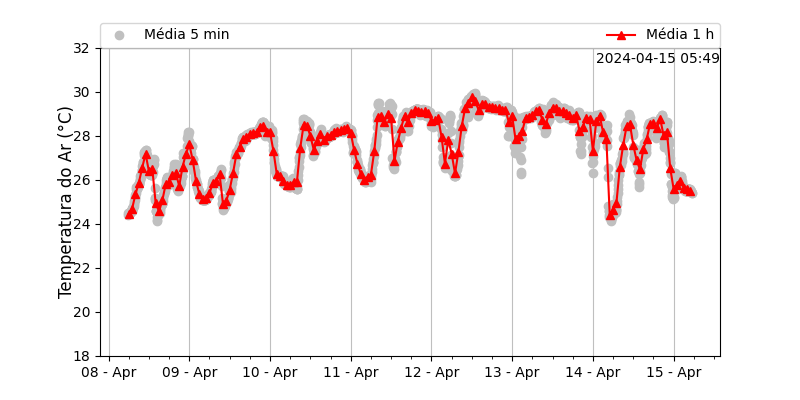 Média 5 min
Média 1 h
2024-04-15 05:49
Temperatura do Ar (°C)
32
30
28
26
24
22
20
18
08 - Apr
09 - Apr
10 - Apr
11 - Apr
12 - Apr
13 - Apr
14 - Apr
15 - Apr